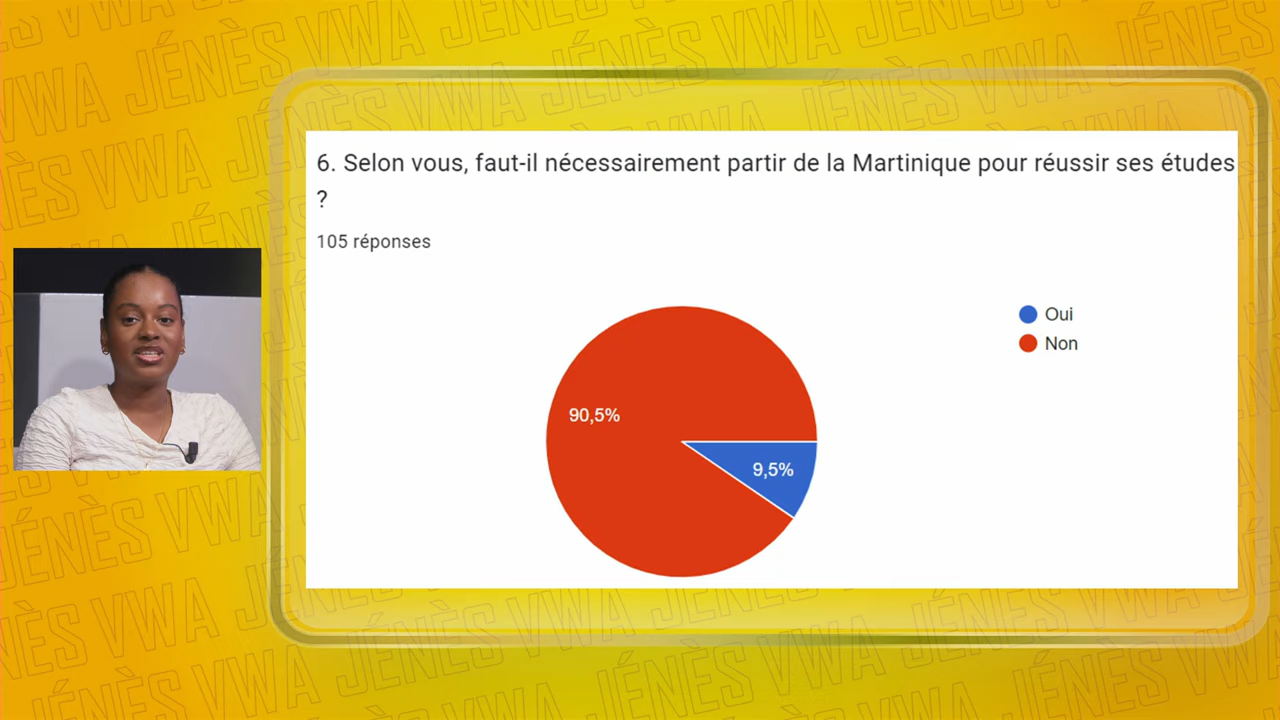 6. Selon vous, faut-il nécessairement partir de la Martinique pour réussir ses études
?
105 réponses
Oui
Non
90,5%
9,5%
JÉNÈS VWA